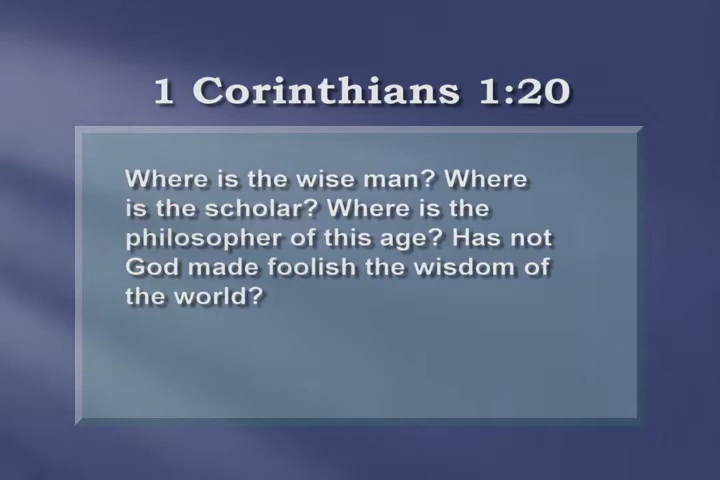 1 Corinthians 1:20
Where is the wise man? Where
is the scholar? Where is the
philosopher of this age? Has not
God made foolish the wisdom of
the world?